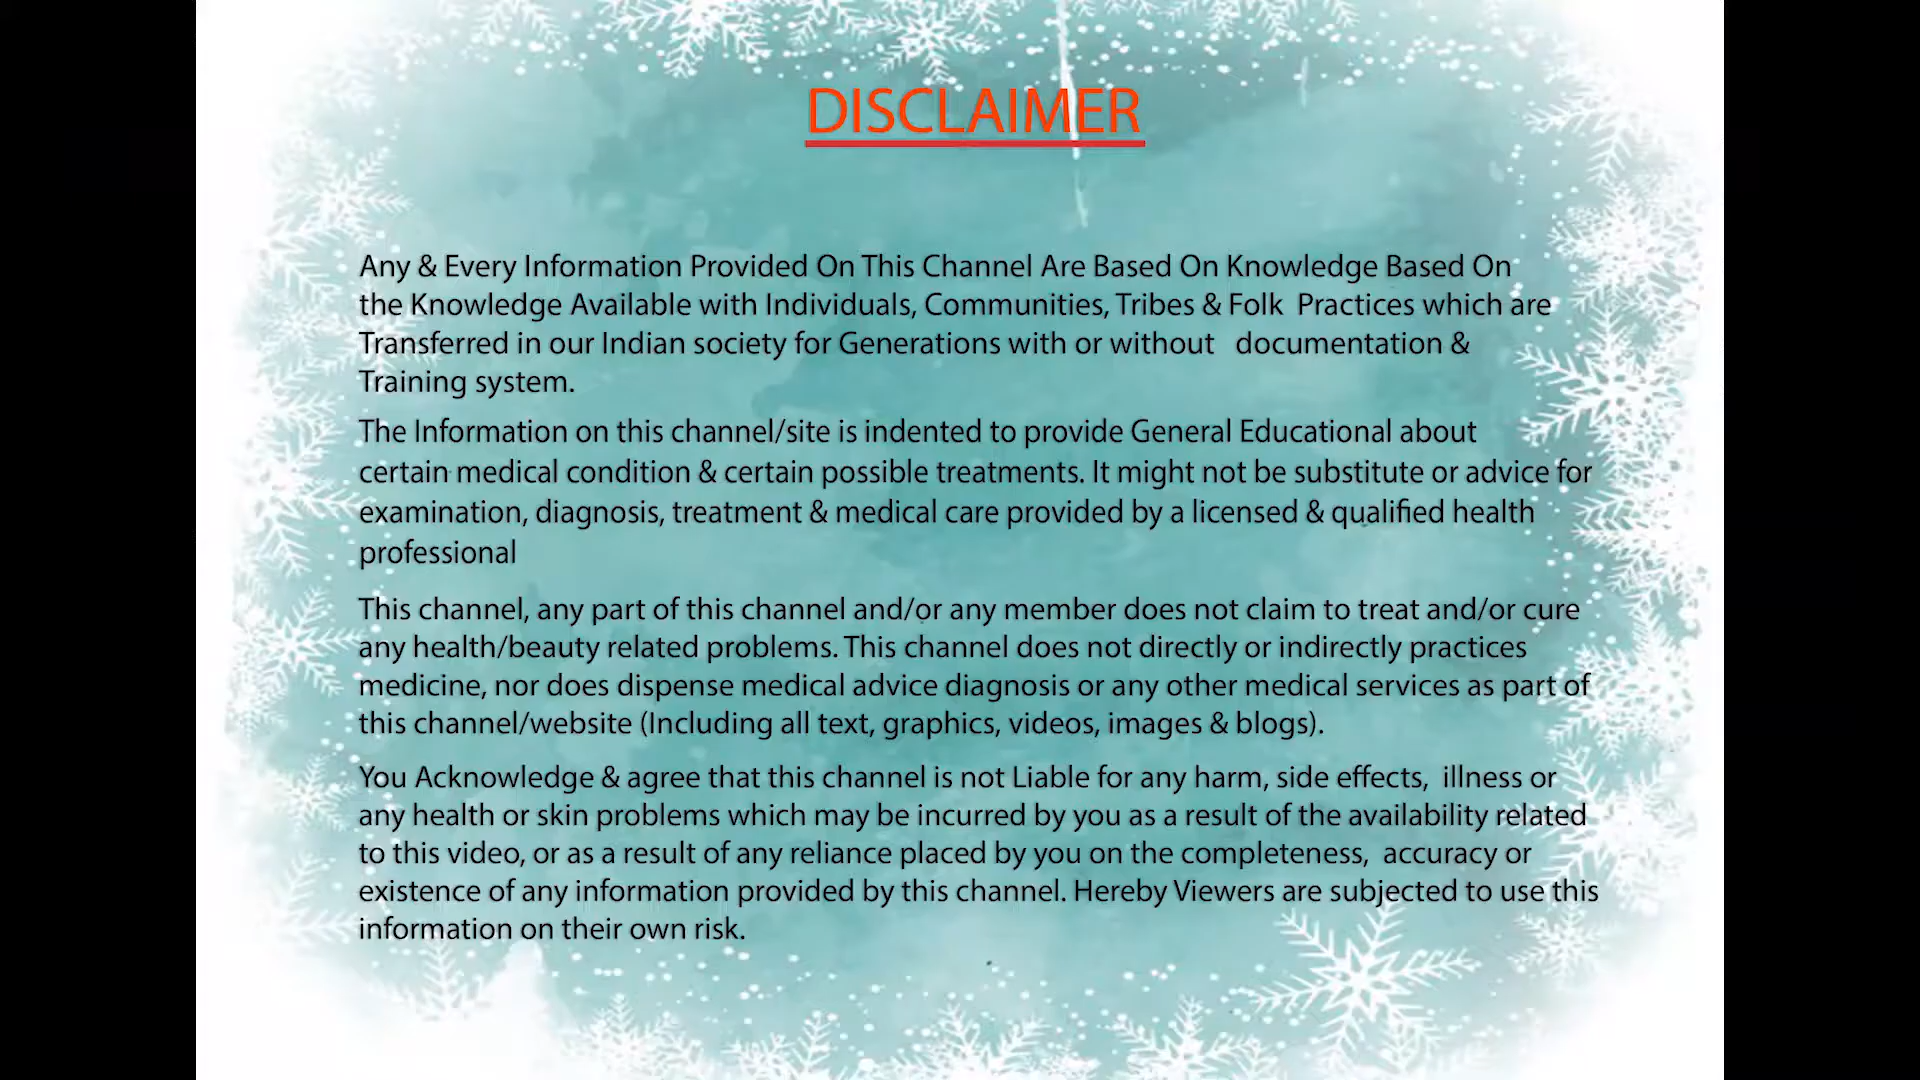 DISCLAIMER
Any & Every Information Provided On This Channel Are Based On Knowledge Based On
the Knowledge Available with Individuals, Communities, Tribes & Folk Practices which are
Transferred in our Indian society for Generations with or without documentation &
Training system.
The Information on this channel/site is indented to provide General Educational about
certain medical condition & certain possible treatments. It might not be substitute or advice for
examination, diagnosis, treatment & medical care provided by a licensed & qualified health
professional
This channel, any part of this channel and/or any member does not claim to treat and/or cure
any health/beauty related problems. This channel does not directly or indirectly practices
medicine, nor does dispense medical advice diagnosis or any other medical services as part of
this channel/website (Including all text, graphics, videos, images & blogs).
You Acknowledge & agree that this channel is not Liable for any harm, side effects, illness or
any health or skin problems which may be incurred by you as a result of the availability related
to this video, or as a result of any reliance placed by you on the completeness, accuracy or
existence of any information provided by this channel. Hereby Viewers are subjected to use this
information on their own risk.